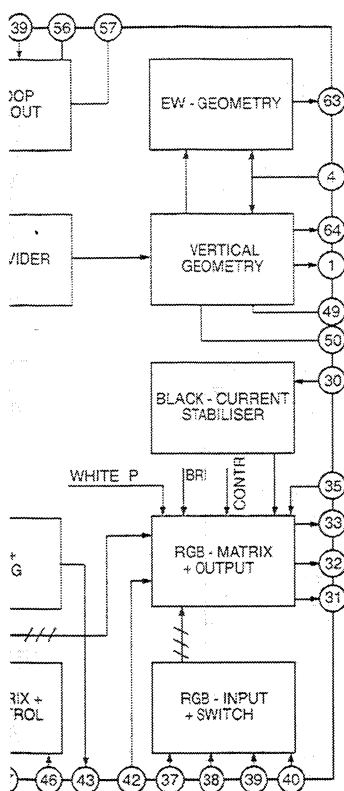 39 56 57
OOP
OUT
EW - GEOMETRY
63
4
64
VIDER
VERTICAL
GEOMETRY
1
49
50
30
BLACK - CURRENT
STABILISER
WHITE P
BRI
CONTR
35
+
G
RGB - MATRIX
+ OUTPUT
33
32
31
RIX +
TROL
RGB - INPUT
+ SWITCH
46 43 42 37 38 39 40